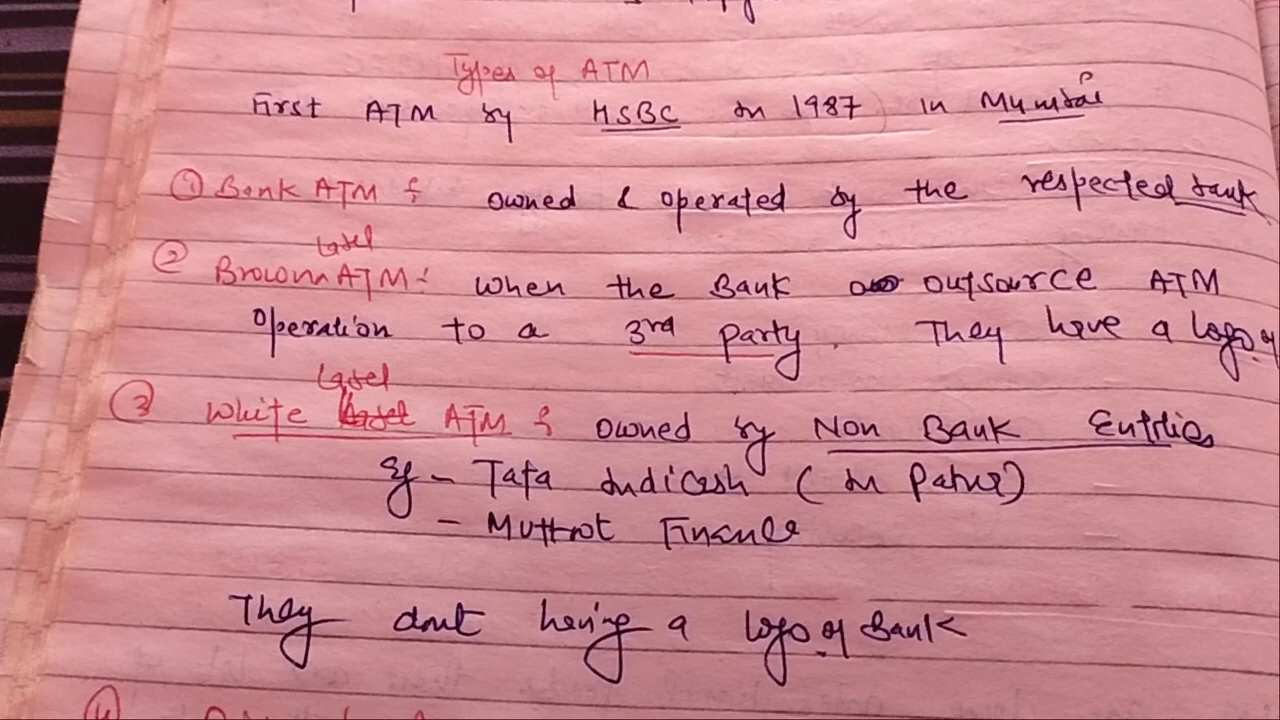 Types of ATM
First ATM by HSBC in 1987 in Mumbai
① Bank ATM : owned & operated by the respected bank
② Brown Label ATM : when the Bank outsource ATM
operation to a 3rd party. They have a logo of
③ White Label ATM : owned by Non Bank Entities
eg - Tata Indicash (in Patna)
- Muttrot Finance
They dont having a logo of Bank
④